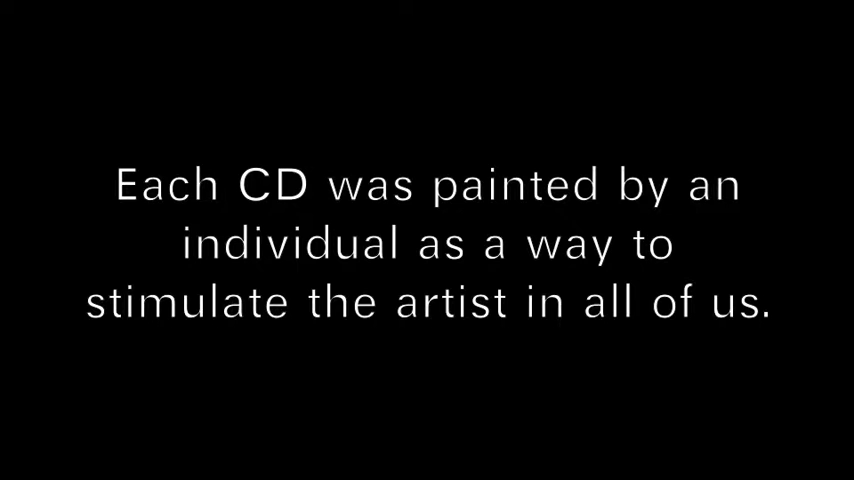 Each CD was painted by an
individual as a way to
stimulate the artist in all of us.